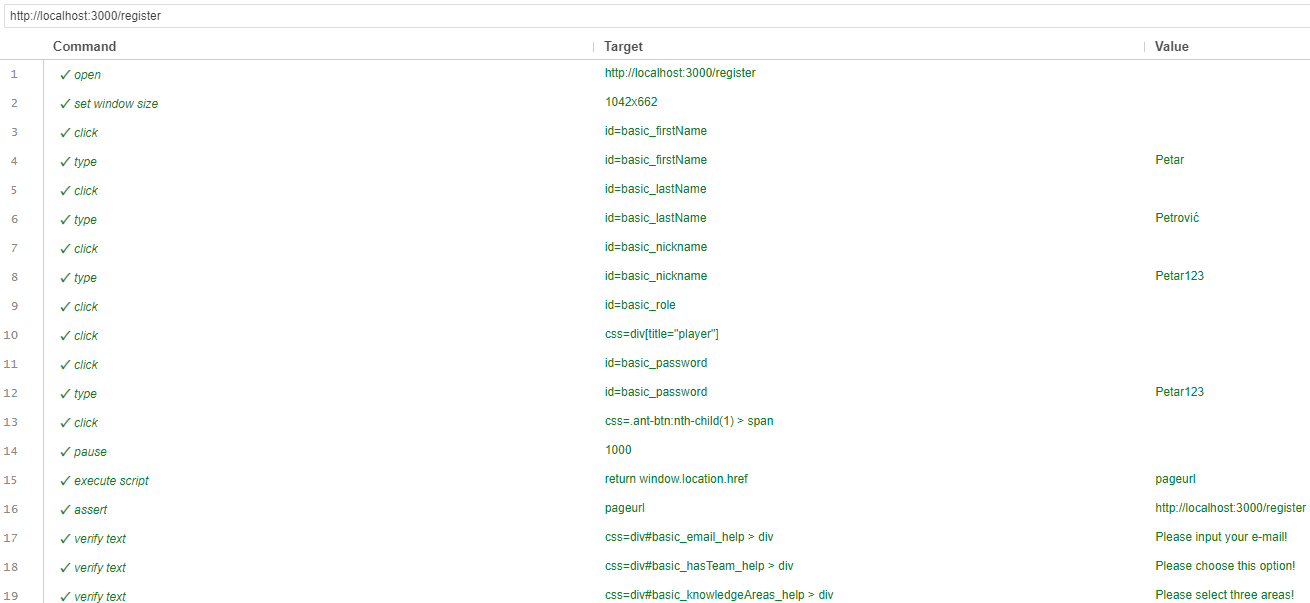 http://localhost:3000/register
Command Target Value
1 ✓ open http://localhost:3000/register
2 ✓ set window size 1042x662
3 ✓ click id=basic_firstName
4 ✓ type id=basic_firstName Petar
5 ✓ click id=basic_lastName
6 ✓ type id=basic_lastName Petrović
7 ✓ click id=basic_nickname
8 ✓ type id=basic_nickname Petar123
9 ✓ click id=basic_role
10 ✓ click css=div[title="player"]
11 ✓ click id=basic_password
12 ✓ type id=basic_password Petar123
13 ✓ click css=.ant-btn:nth-child(1) > span
14 ✓ pause 1000
15 ✓ execute script return window.location.href pageurl
16 ✓ assert pageurl http://localhost:3000/register
17 ✓ verify text css=div#basic_email_help > div Please input your e-mail!
18 ✓ verify text css=div#basic_hasTeam_help > div Please choose this option!
19 ✓ verify text css=div#basic_knowledgeAreas_help > div Please select three areas!